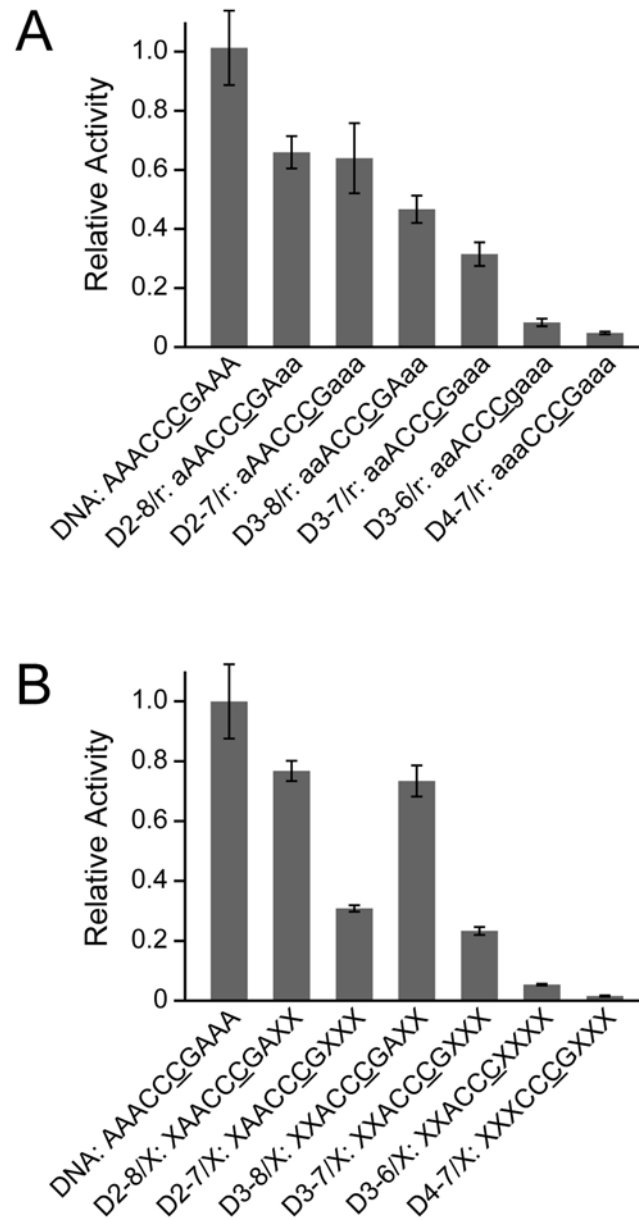 A
Relative Activity
1.0
0.8
0.6
0.4
0.2
0
DNA: AAACCCGAAA
D2-8/r: aAACCCGAaa
D2-7/r: aAACCCGaaa
D3-8/r: aaACCCGAaa
D3-7/r: aaACCCGaaa
D3-6/r: aaACCCgaaa
D4-7/r: aaaCCCGaaa
B
Relative Activity
1.0
0.8
0.6
0.4
0.2
0
DNA: AAACCCGAAA
D2-8/X: XAACCCGAXX
D2-7/X: XAACCCGXXX
D3-8/X: XXACCCGAXX
D3-7/X: XXACCCGXXX
D3-6/X: XXACCCXXXX
D4-7/X: XXXCCCGXXX